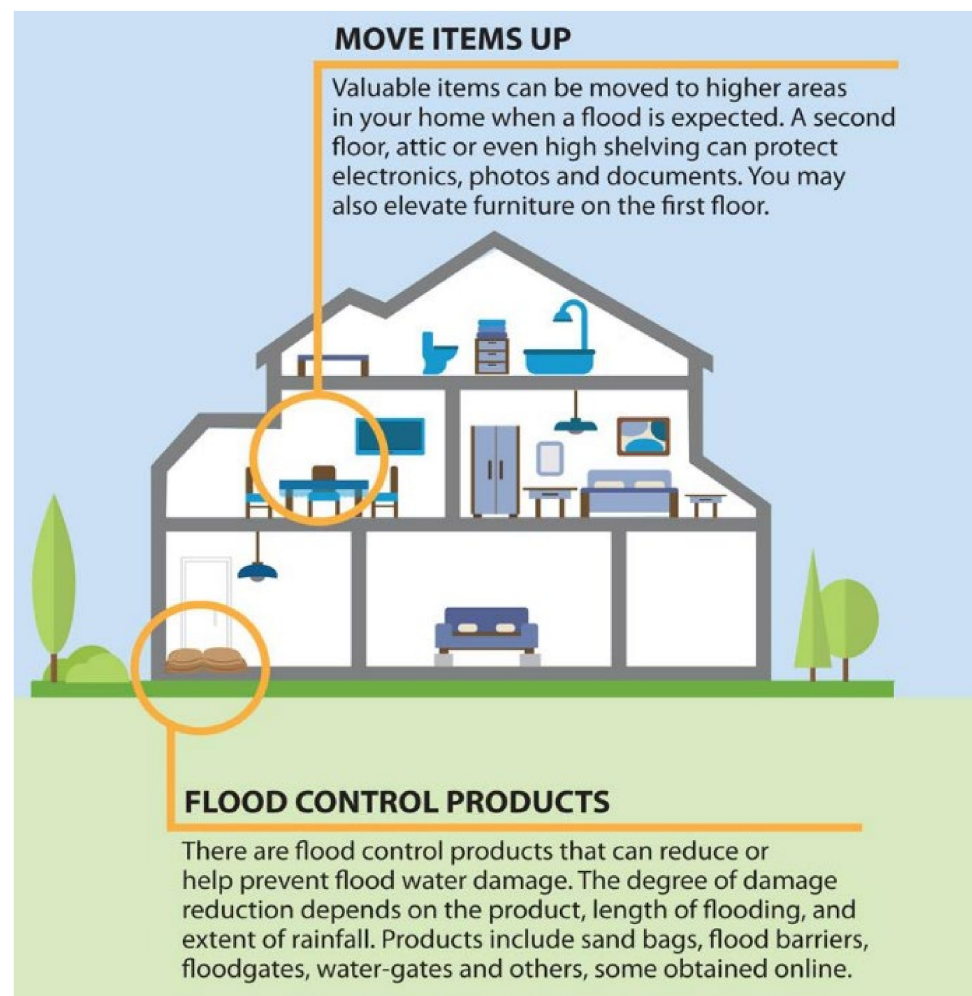 MOVE ITEMS UP
Valuable items can be moved to higher areas
in your home when a flood is expected. A second
floor, attic or even high shelving can protect
electronics, photos and documents. You may
also elevate furniture on the first floor.
FLOOD CONTROL PRODUCTS
There are flood control products that can reduce or
help prevent flood water damage. The degree of damage
reduction depends on the product, length of flooding, and
extent of rainfall. Products include sand bags, flood barriers,
floodgates, water-gates and others, some obtained online.